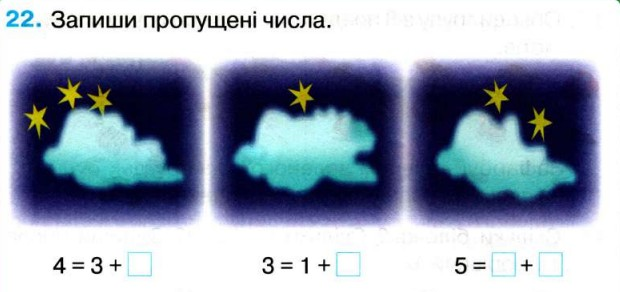 22. Запиши пропущені числа.
4 = 3 + □ 3 = 1 + □ 5 = □ + □